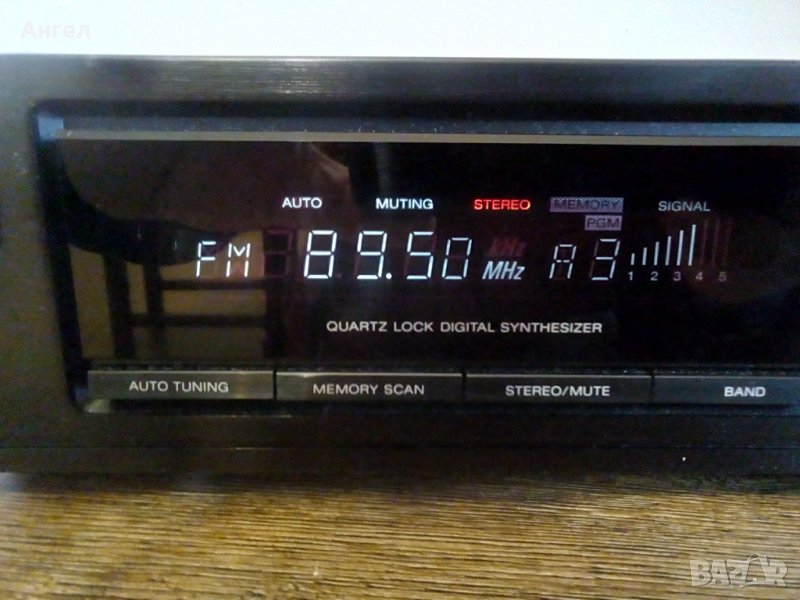 Ангел
AUTO MUTING STEREO MEMORY SIGNAL
PGM
FM 89.50 kHz MHz A 3
1 2 3 4 5
QUARTZ LOCK DIGITAL SYNTHESIZER
AUTO TUNING MEMORY SCAN STEREO/MUTE BAND
BAZAR